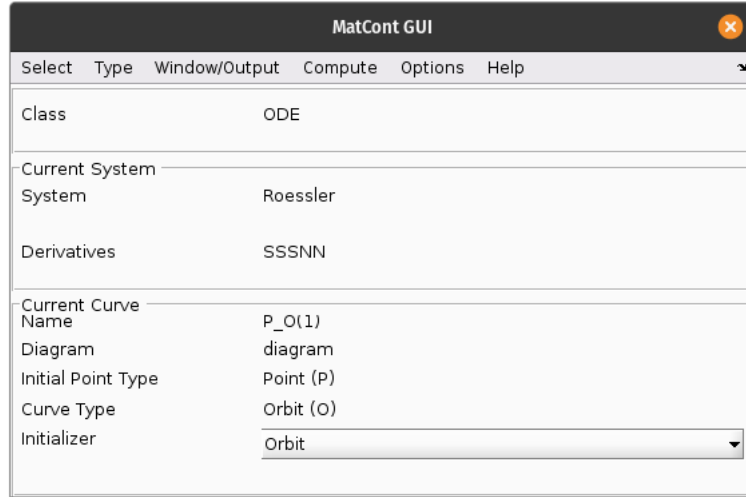 MatCont GUI
Select Type Window/Output Compute Options Help
Class ODE
Current System
System Roessler
Derivatives SSSNN
Current Curve
Name P_O(1)
Diagram diagram
Initial Point Type Point (P)
Curve Type Orbit (O)
Initializer Orbit